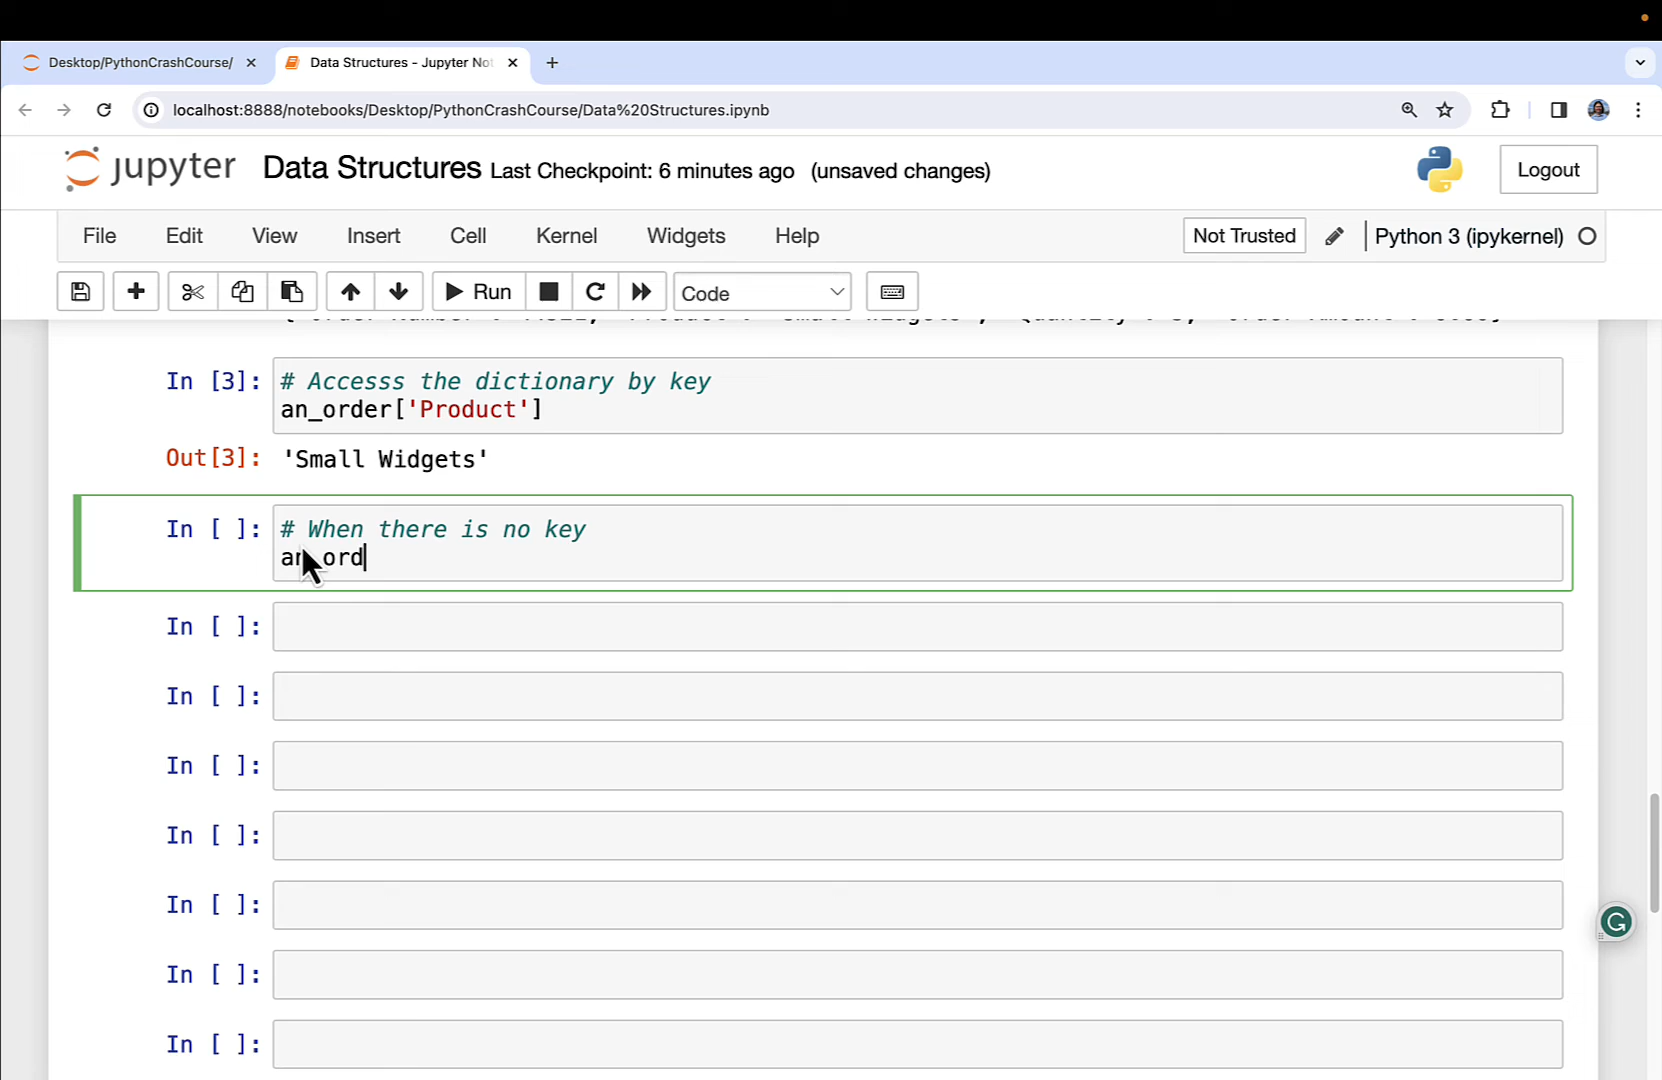 Desktop/PythonCrashCourse/
Data Structures - Jupyter Not
localhost:8888/notebooks/Desktop/PythonCrashCourse/Data%20Structures.ipynb
jupyter Data Structures Last Checkpoint: 6 minutes ago (unsaved changes)
Logout
File Edit View Insert Cell Kernel Widgets Help Not Trusted Python 3 (ipykernel)
Run Code
In [3]: # Accesss the dictionary by key
an_order['Product']
Out[3]: 'Small Widgets'
In [ ]: # When there is no key
an_ord
In [ ]:
In [ ]:
In [ ]:
In [ ]:
In [ ]:
In [ ]:
In [ ]: